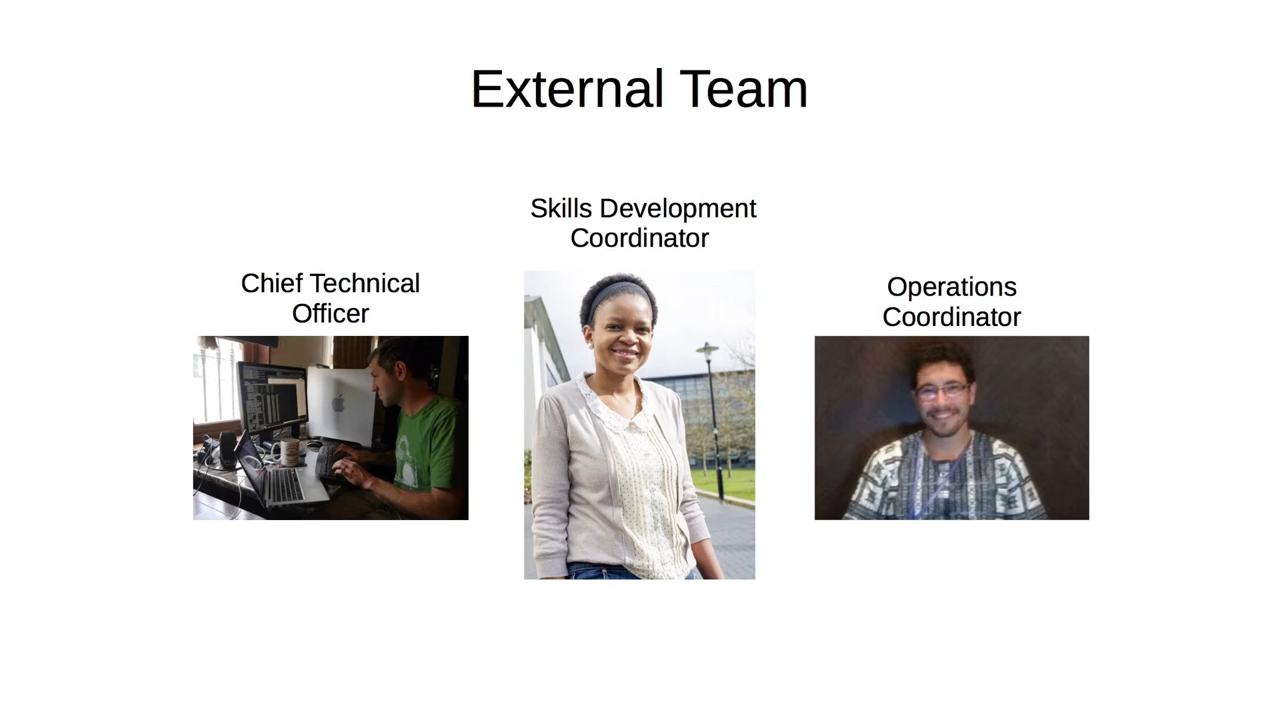 External Team
Skills Development
Coordinator
Chief Technical
Officer
Operations
Coordinator